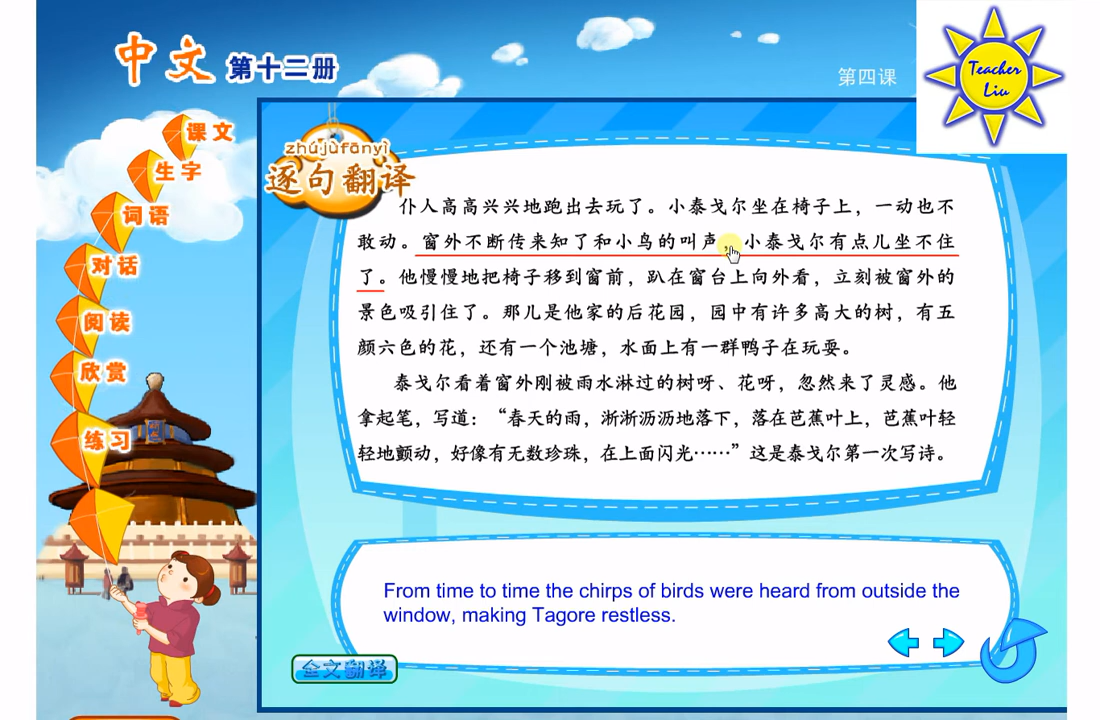 中文 第十二册
第四课
Teacher
Liu
课文
生字
词语
对话
阅读
欣赏
练习
zhújùfānyì
逐句翻译
仆人高高兴兴地跑出去玩了。小泰戈尔坐在椅子上，一动也不
敢动。窗外不断传来知了和小鸟的叫声，小泰戈尔有点儿坐不住
了。他慢慢地把椅子移到窗前，趴在窗台上向外看，立刻被窗外的
景色吸引住了。那儿是他家的后花园，园中有许多高大的树，有五
颜六色的花，还有一个池塘，水面上有一群鸭子在玩耍。
泰戈尔看着窗外刚被雨水淋过的树呀、花呀，忽然来了灵感。他
拿起笔，写道：“春天的雨，渐渐沥沥地落下，落在芭蕉叶上，芭蕉叶轻
轻地颤动，好像有无数珍珠，在上面闪光……”这是泰戈尔第一次写诗。
From time to time the chirps of birds were heard from outside the
window, making Tagore restless.
全文翻译